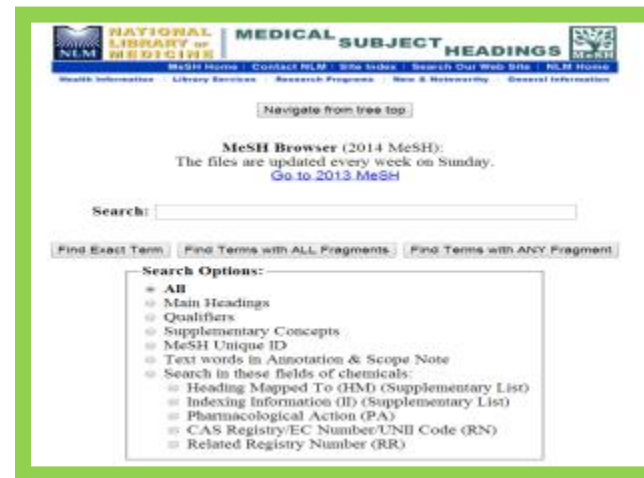 NATIONAL
LIBRARY OF
MEDICINE
NLM
MEDICAL SUBJECT HEADINGS
MeSH
MeSH Home Contact NLM Site Index Search Our Web Site NLM Home
Health Information Library Services Research Programs New & Noteworthy General Information
Navigate from tree top
MeSH Browser (2014 MeSH):
The files are updated every week on Sunday.
Go to 2013 MeSH
Search:
Find Exact Term Find Terms with ALL Fragments Find Terms with ANY Fragment
Search Options:
All
Main Headings
Qualifiers
Supplementary Concepts
MeSH Unique ID
Text words in Annotation & Scope Note
Search in these fields of chemicals:
Heading Mapped To (HM) (Supplementary List)
Indexing Information (II) (Supplementary List)
Pharmacological Action (PA)
CAS Registry/EC Number/UNII Code (RN)
Related Registry Number (RR)